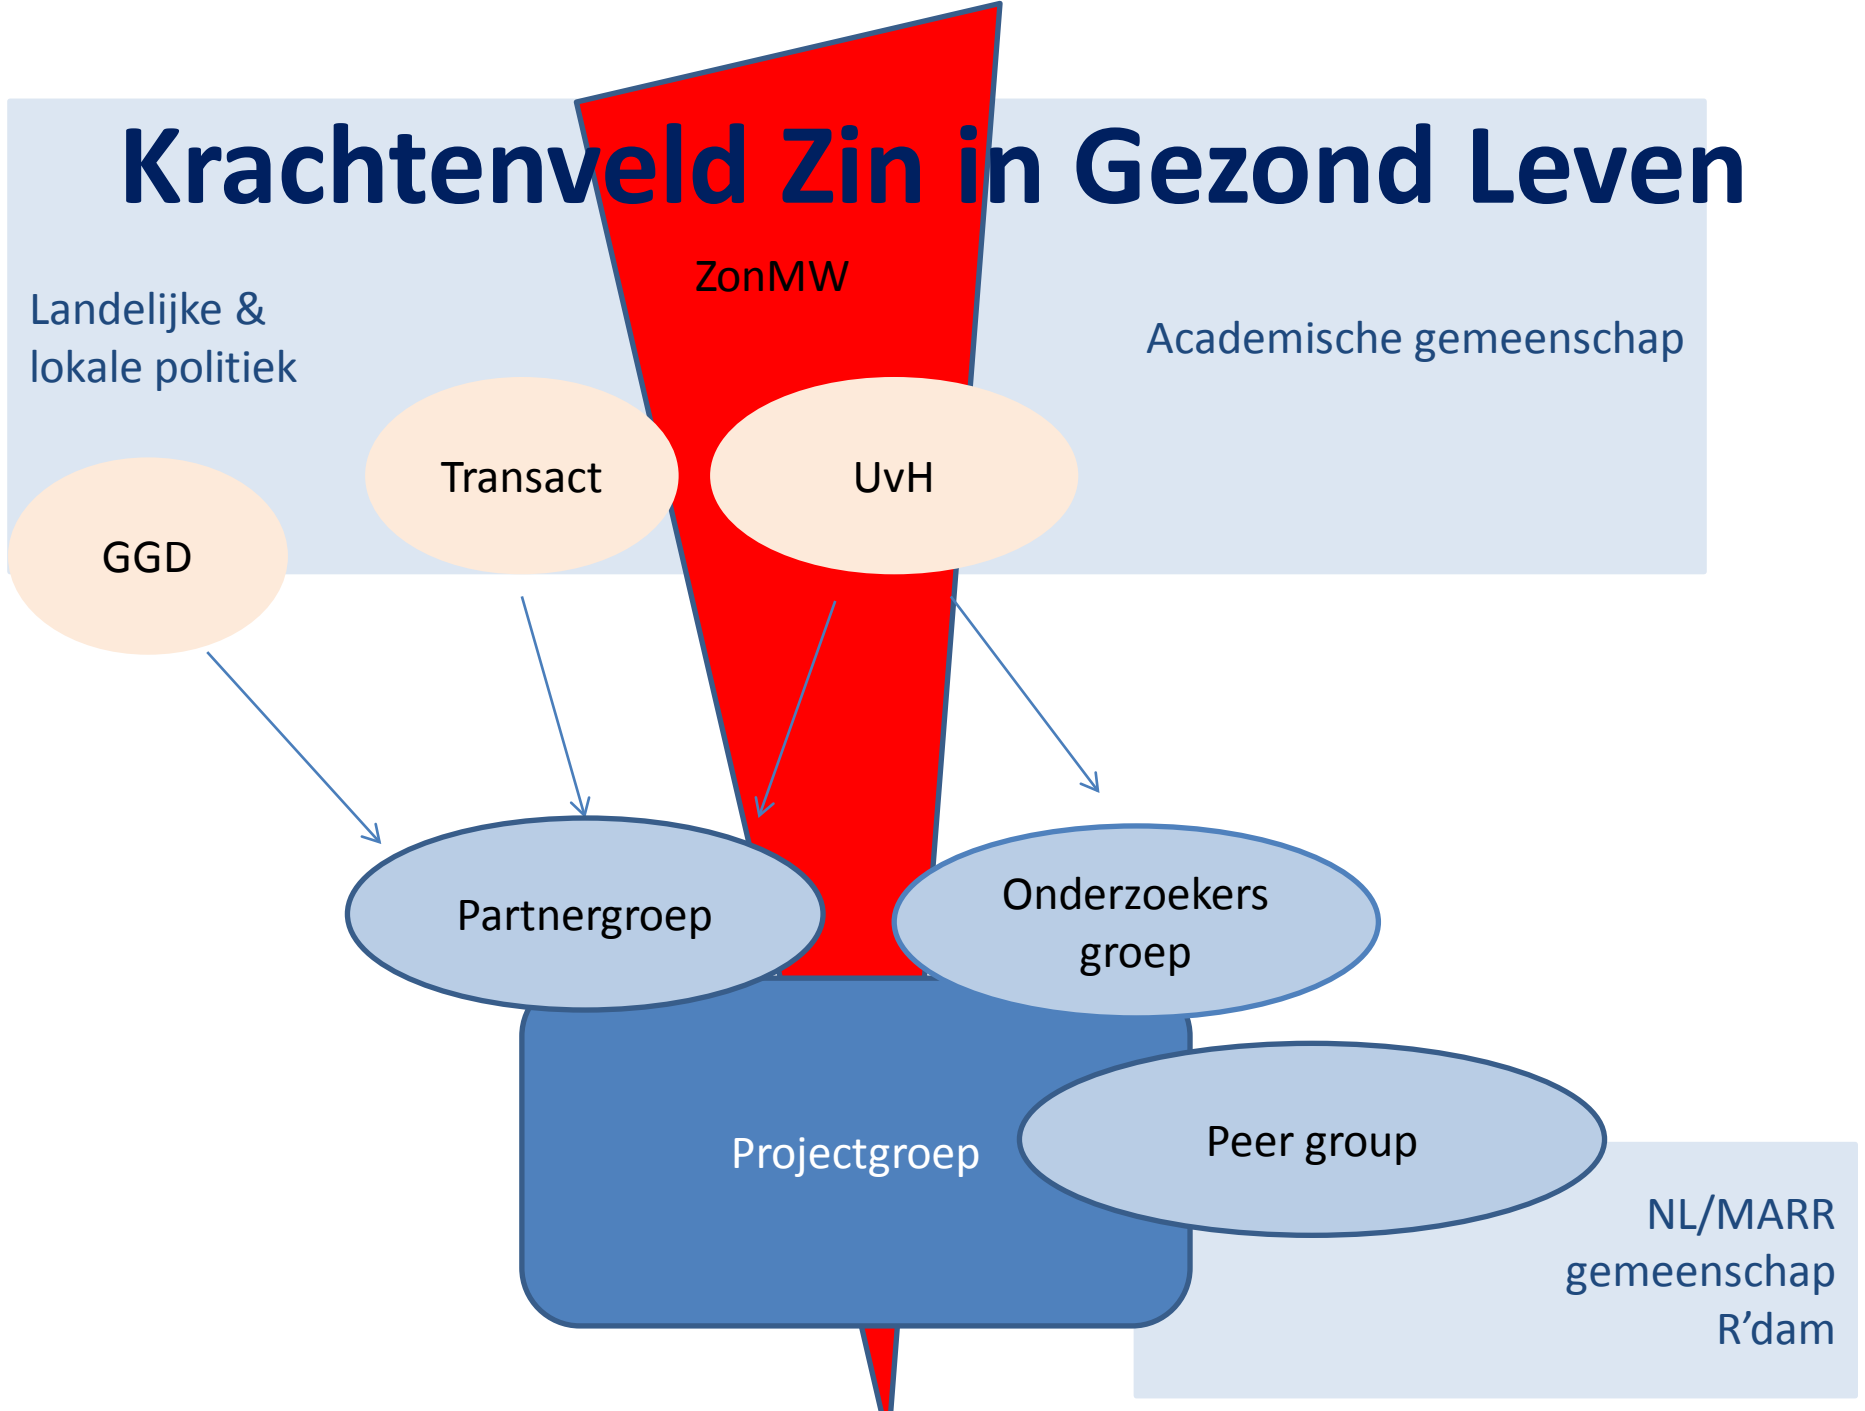 Krachtenveld Zin in Gezond Leven
ZonMW
Landelijke &
lokale politiek
Academische gemeenschap
Transact
UvH
GGD
Partnergroep
Onderzoekers
groep
Projectgroep
Peer group
NL/MARR
gemeenschap
R’dam